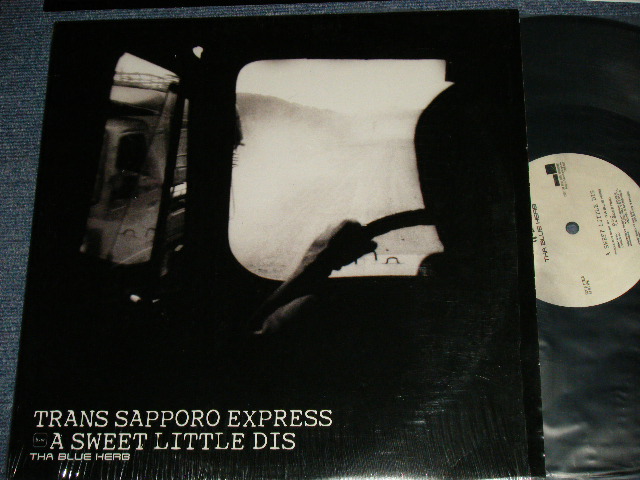 TRANS SAPPORO EXPRESS
A SWEET LITTLE DIS
THA BLUE HERB
A SWEET LITTLE DIS
THA BLUE HERB